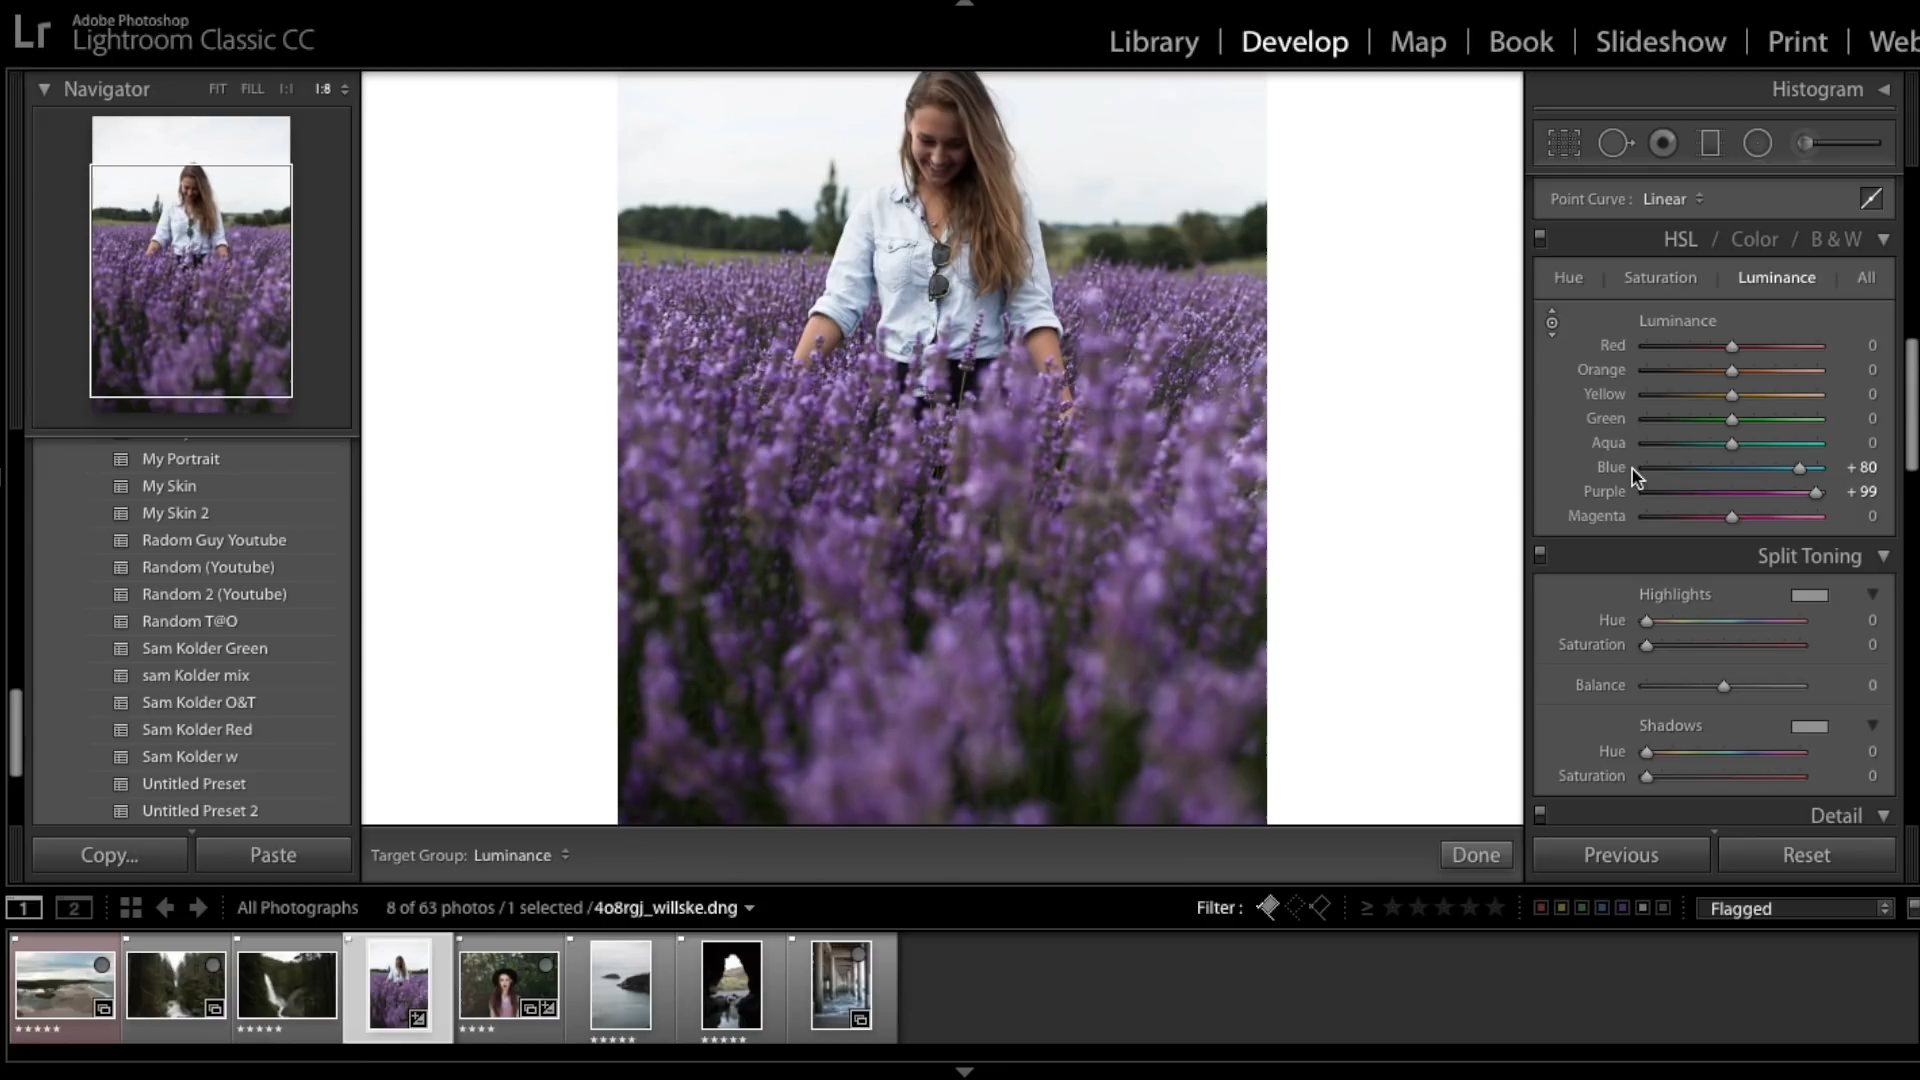 Lr Adobe Photoshop
Lightroom Classic CC
Library | Develop | Map | Book | Slideshow | Print | Web
Navigator FIT FILL 1:1 1:8
My Portrait
My Skin
My Skin 2
Radom Guy Youtube
Random (Youtube)
Random 2 (Youtube)
Random T@O
Sam Kolder Green
sam Kolder mix
Sam Kolder O&T
Sam Kolder Red
Sam Kolder w
Untitled Preset
Untitled Preset 2
Copy... Paste
Target Group: Luminance
Done
Histogram
Point Curve : Linear
HSL / Color / B & W
Hue | Saturation | Luminance | All
Luminance
Red 0
Orange 0
Yellow 0
Green 0
Aqua 0
Blue + 80
Purple + 99
Magenta 0
Split Toning
Highlights
Hue 0
Saturation 0
Balance 0
Shadows
Hue 0
Saturation 0
Detail
Previous Reset
1 2 All Photographs 8 of 63 photos /1 selected /4o8rgj_willske.dng Filter : ≥ Flagged